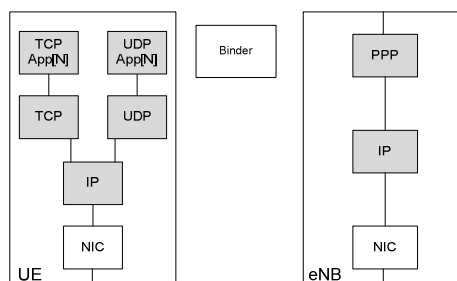 TCP
App[N]
UDP
App[N]
Binder
PPP
TCP
UDP
IP
IP
NIC
NIC
UE
eNB